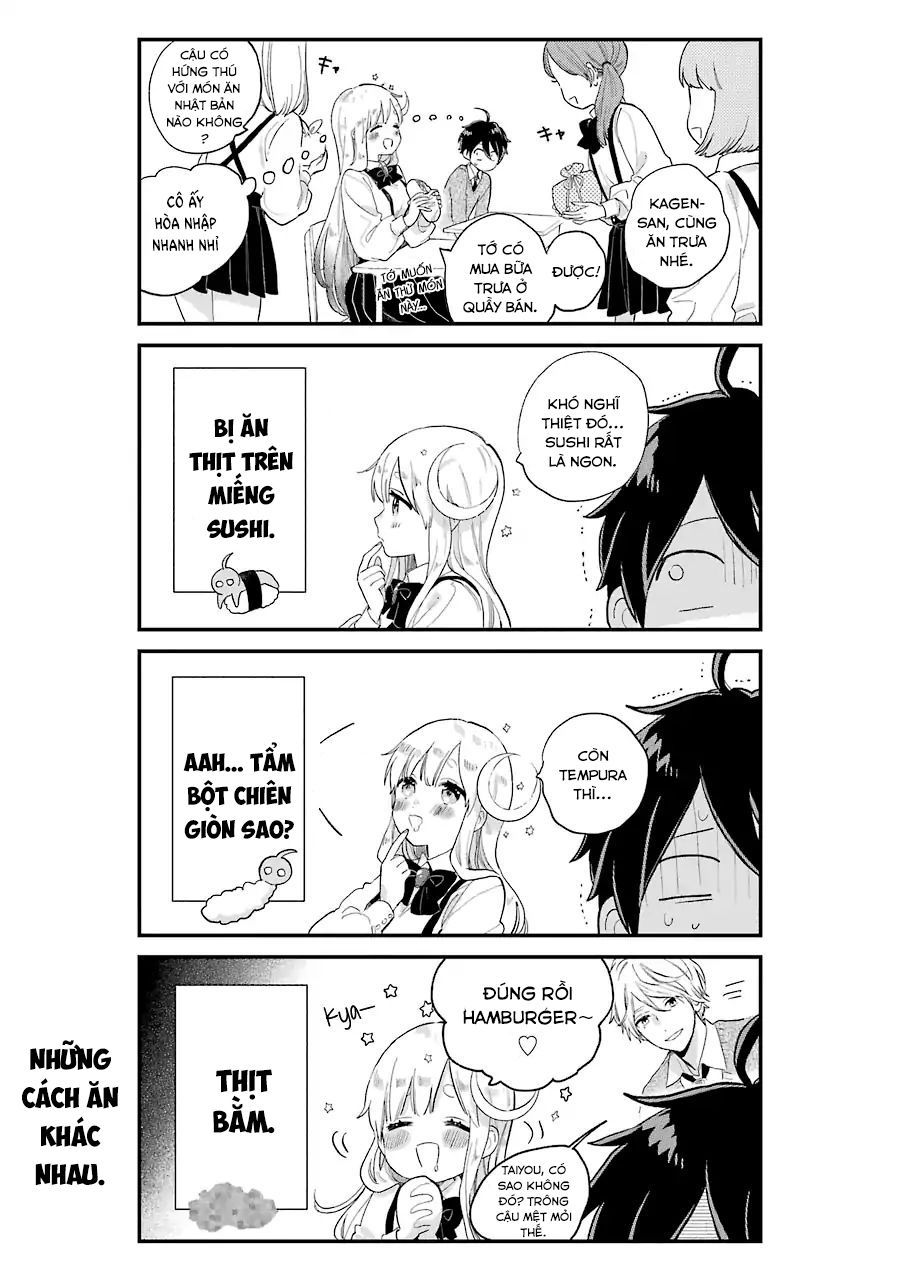 KAGEN-
SAN, CÙNG
ĂN TRƯA
NHÉ.
キャ
ĐƯỢC!
TỚ CÓ
MUA BỮA
TRƯA Ở
QUẦY BÁN.
TỚ MUỐN
ĂN THỬ MÓN
NÀY...
キャ
CẬU CÓ
HỨNG THÚ
VỚI MÓN ĂN
NHẬT BẢN
NÀO KHÔNG
?
CÔ ẤY
HÒA NHẬP
NHANH NHỈ
KHÓ NGHĨ
THIỆT ĐÓ...
SUSHI RẤT
LÀ NGON.
BỊ ĂN
THỊT TRÊN
MIẾNG
SUSHI.
CÒN
TEMPURA
THÌ...
AAH... TẨM
BỘT CHIÊN
GIÒN SAO?
ĐÚNG RỒI
HAMBURGER~
♡
Kya—
TAIYOU, CÓ
SAO KHÔNG
ĐÓ? TRÔNG
CẬU MỆT MỎI
THẾ.
THỊT
BẰM.
NHỮNG
CÁCH ĂN
KHÁC
NHAU.